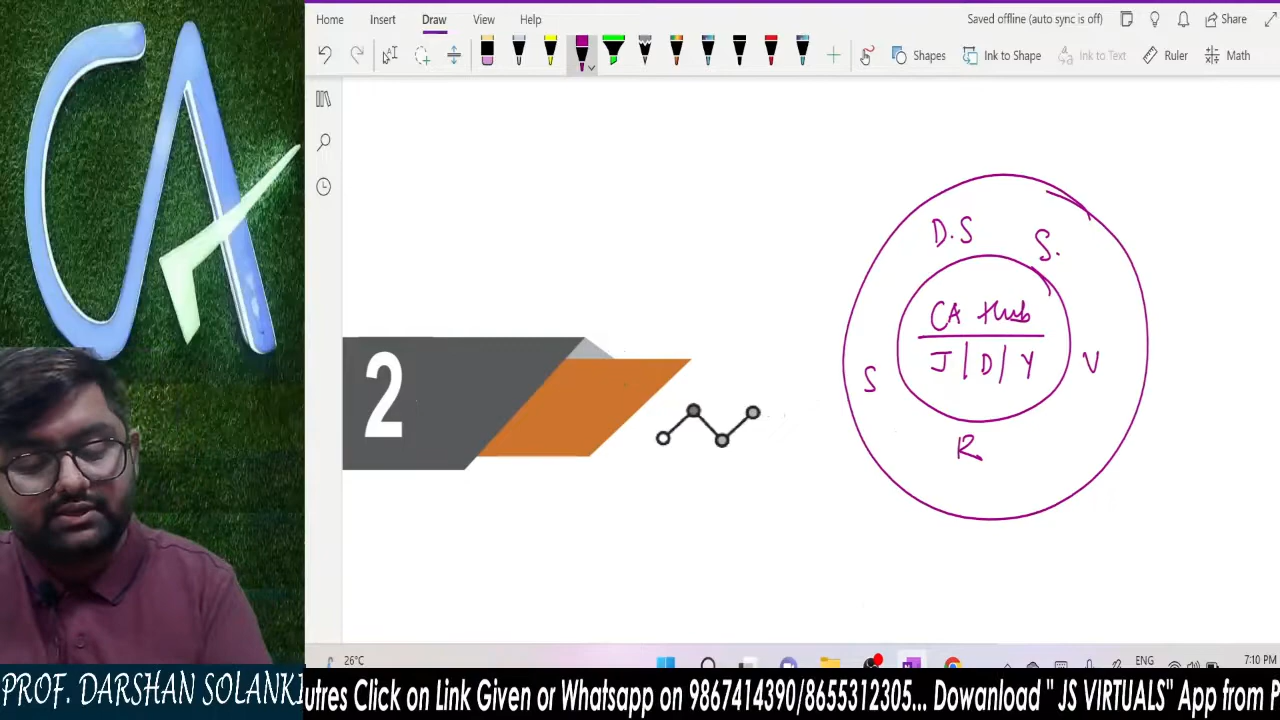 CA
Home Insert Draw View Help
Saved offline (auto sync is off) Share
Shapes Ink to Shape Ink to Text Ruler Math
D.S S.
CA Hub
J | D | Y
S V
R
2
26°C ENG 7:10 PM
PROF. DARSHAN SOLANKI
utres Click on Link Given or Whatsapp on 9867414390/8655312305... Dowanload " JS VIRTUALS" App from P